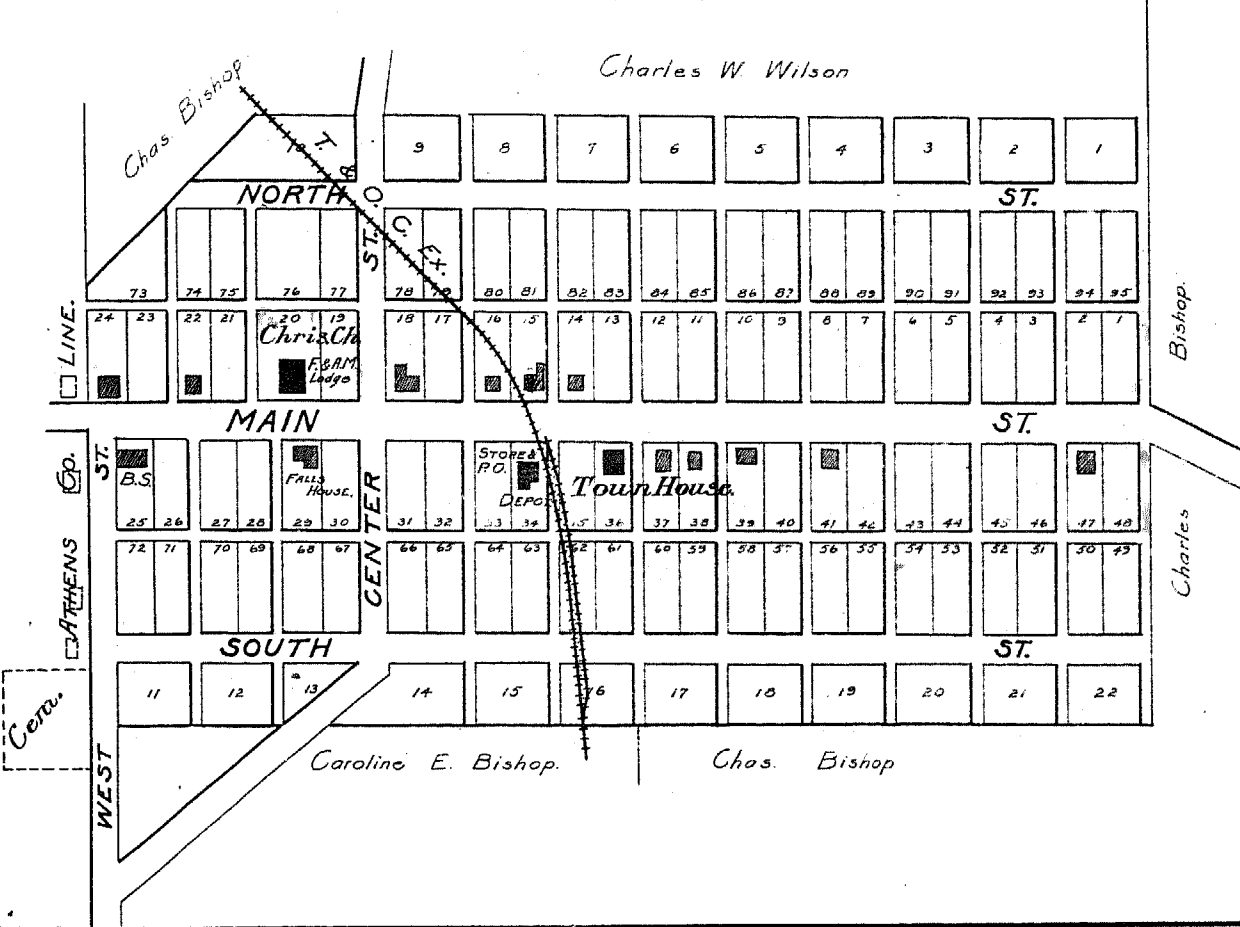 Charles W. Wilson
Chas. Bishop
T. & O. C. Ex.
10 9 8 7 6 5 4 3 2 1
NORTH ST.
ST.
73 74 75 76 77 78 79 80 81 82 83 84 85 86 87 88 89 90 91 92 93 94 95
24 23 22 21 20 19 18 17 16 15 14 13 12 11 10 9 8 7 6 5 4 3 2 1
Chris. Ch.
F. & A.M.
Lodge
LINE.
Bishop.
MAIN ST.
ST.
Co.
B.S.
FALLS
HOUSE.
STORE &
P.O.
DEPO
Town House.
25 26 27 28 29 30 31 32 33 34 35 36 37 38 39 40 41 42 43 44 45 46 47 48
CENTER
ATHENS
Charles
72 71 70 69 68 67 66 65 64 63 62 61 60 59 58 57 56 55 54 53 52 51 50 49
SOUTH ST.
11 12 13 14 15 16 17 18 19 20 21 22
Cem.
WEST
Caroline E. Bishop.
Chas. Bishop